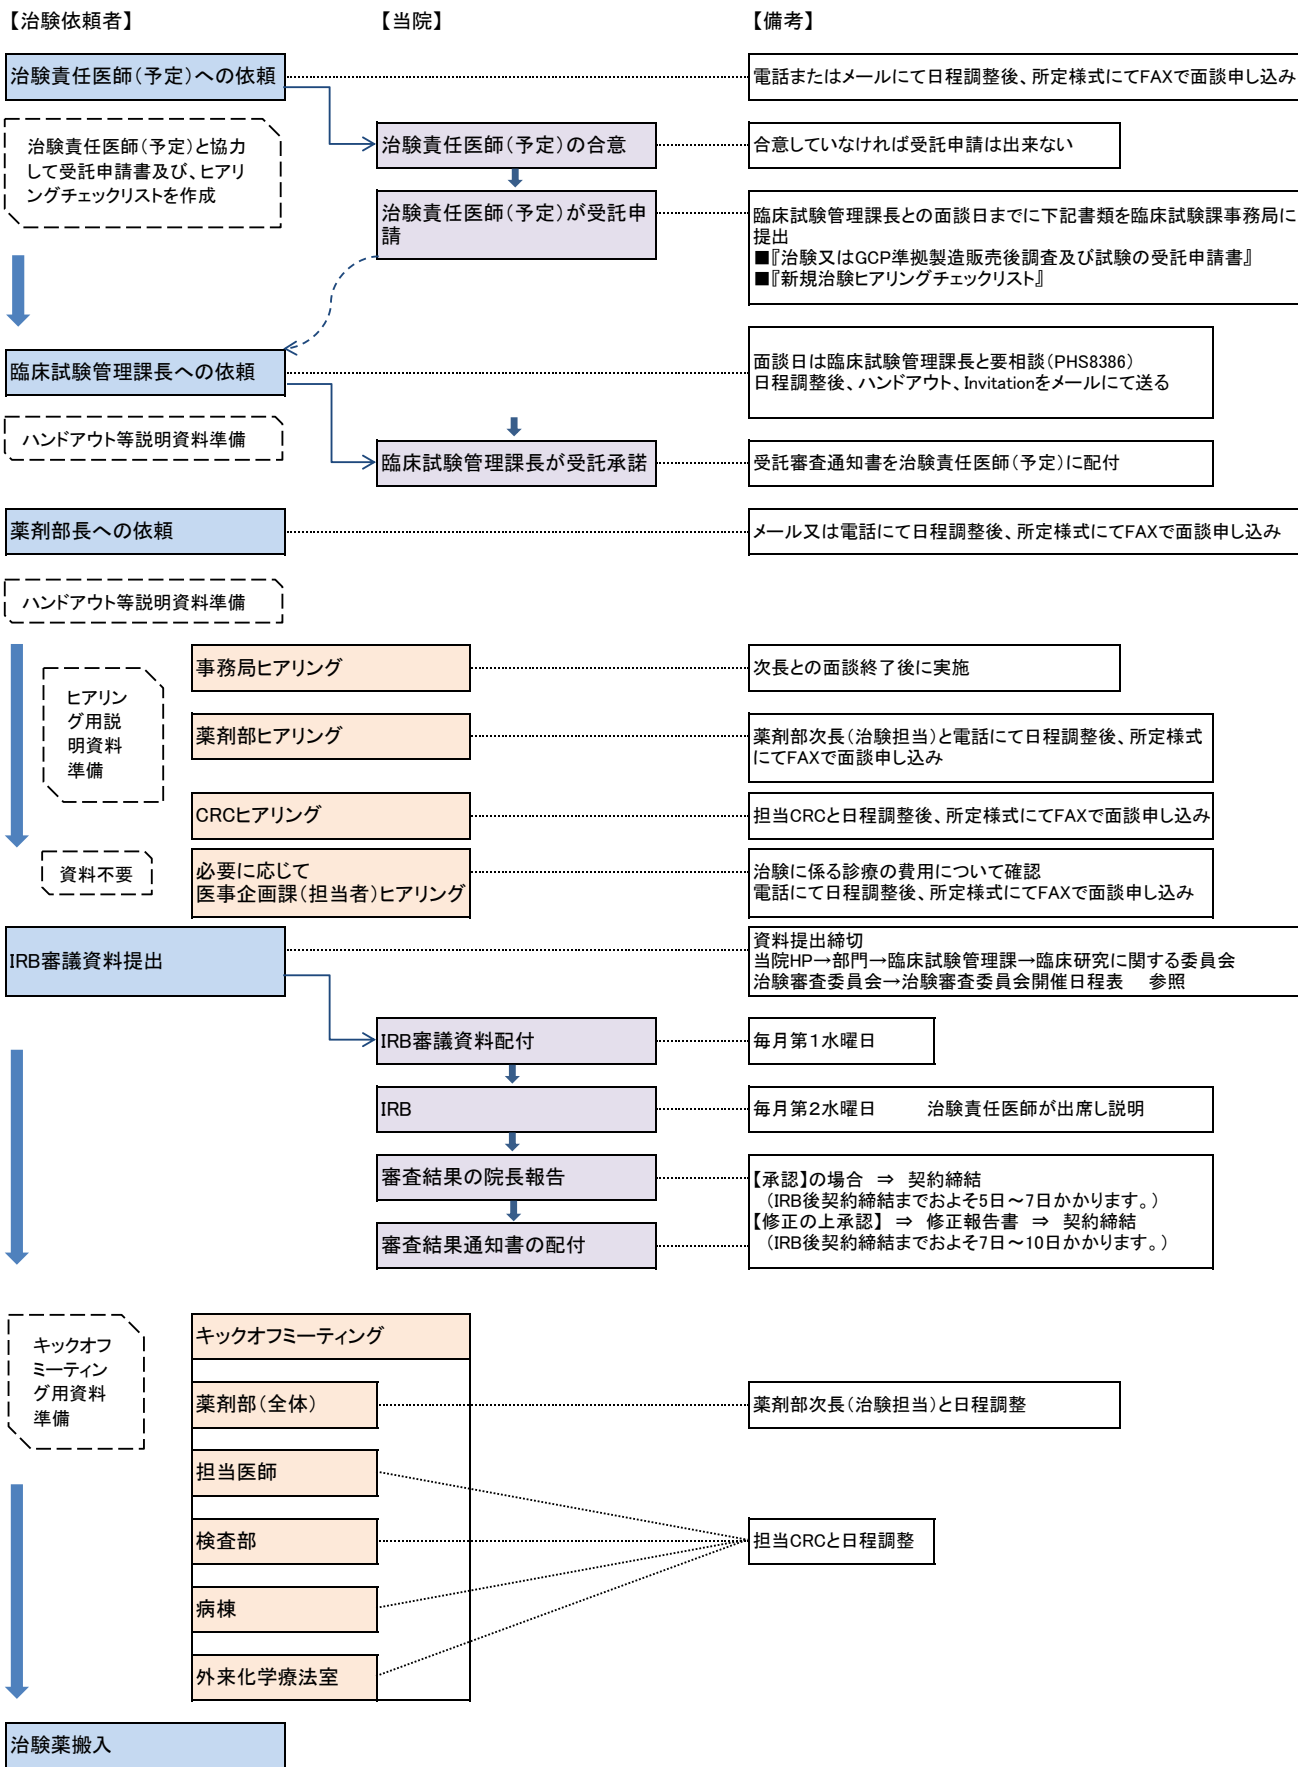 【治験依頼者】
【当院】
【備考】
治験責任医師（予定）への依頼
電話またはメールにて日程調整後、所定様式にてFAXで面談申し込み
治験責任医師（予定）と協力
して受託申請書及び、ヒアリ
ングチェックリストを作成
治験責任医師（予定）の合意
合意していなければ受託申請は出来ない
治験責任医師（予定）が受託申
請
臨床試験管理課長との面談日までに下記書類を臨床試験課事務局に
提出
■『治験又はGCP準拠製造販売後調査及び試験の受託申請書』
■『新規治験ヒアリングチェックリスト』
臨床試験管理課長への依頼
面談日は臨床試験管理課長と要相談（PHS8386）
日程調整後、ハンドアウト、Invitationをメールにて送る
ハンドアウト等説明資料準備
臨床試験管理課長が受託承諾
受託審査通知書を治験責任医師（予定）に配付
薬剤部長への依頼
メール又は電話にて日程調整後、所定様式にてFAXで面談申し込み
ハンドアウト等説明資料準備
ヒアリン
グ用説
明資料
準備
事務局ヒアリング
次長との面談終了後に実施
薬剤部ヒアリング
薬剤部次長（治験担当）と電話にて日程調整後、所定様式
にてFAXで面談申し込み
CRCヒアリング
担当CRCと日程調整後、所定様式にてFAXで面談申し込み
資料不要
必要に応じて
医事企画課（担当者）ヒアリング
治験に係る診療の費用について確認
電話にて日程調整後、所定様式にてFAXで面談申し込み
IRB審議資料提出
資料提出締切
当院HP→部門→臨床試験管理課→臨床研究に関する委員会
治験審査委員会→治験審査委員会開催日程表　参照
IRB審議資料配付
毎月第１水曜日
IRB
毎月第２水曜日　　治験責任医師が出席し説明
審査結果の院長報告
【承認】の場合　⇒　契約締結
（IRB後契約締結までおよそ5日～7日かかります。）
【修正の上承認】　⇒　修正報告書　⇒　契約締結
（IRB後契約締結までおよそ7日～10日かかります。）
審査結果通知書の配付
キックオフ
ミーティン
グ用資料
準備
キックオフミーティング
薬剤部（全体）
薬剤部次長（治験担当）と日程調整
担当医師
検査部
担当CRCと日程調整
病棟
外来化学療法室
治験薬搬入